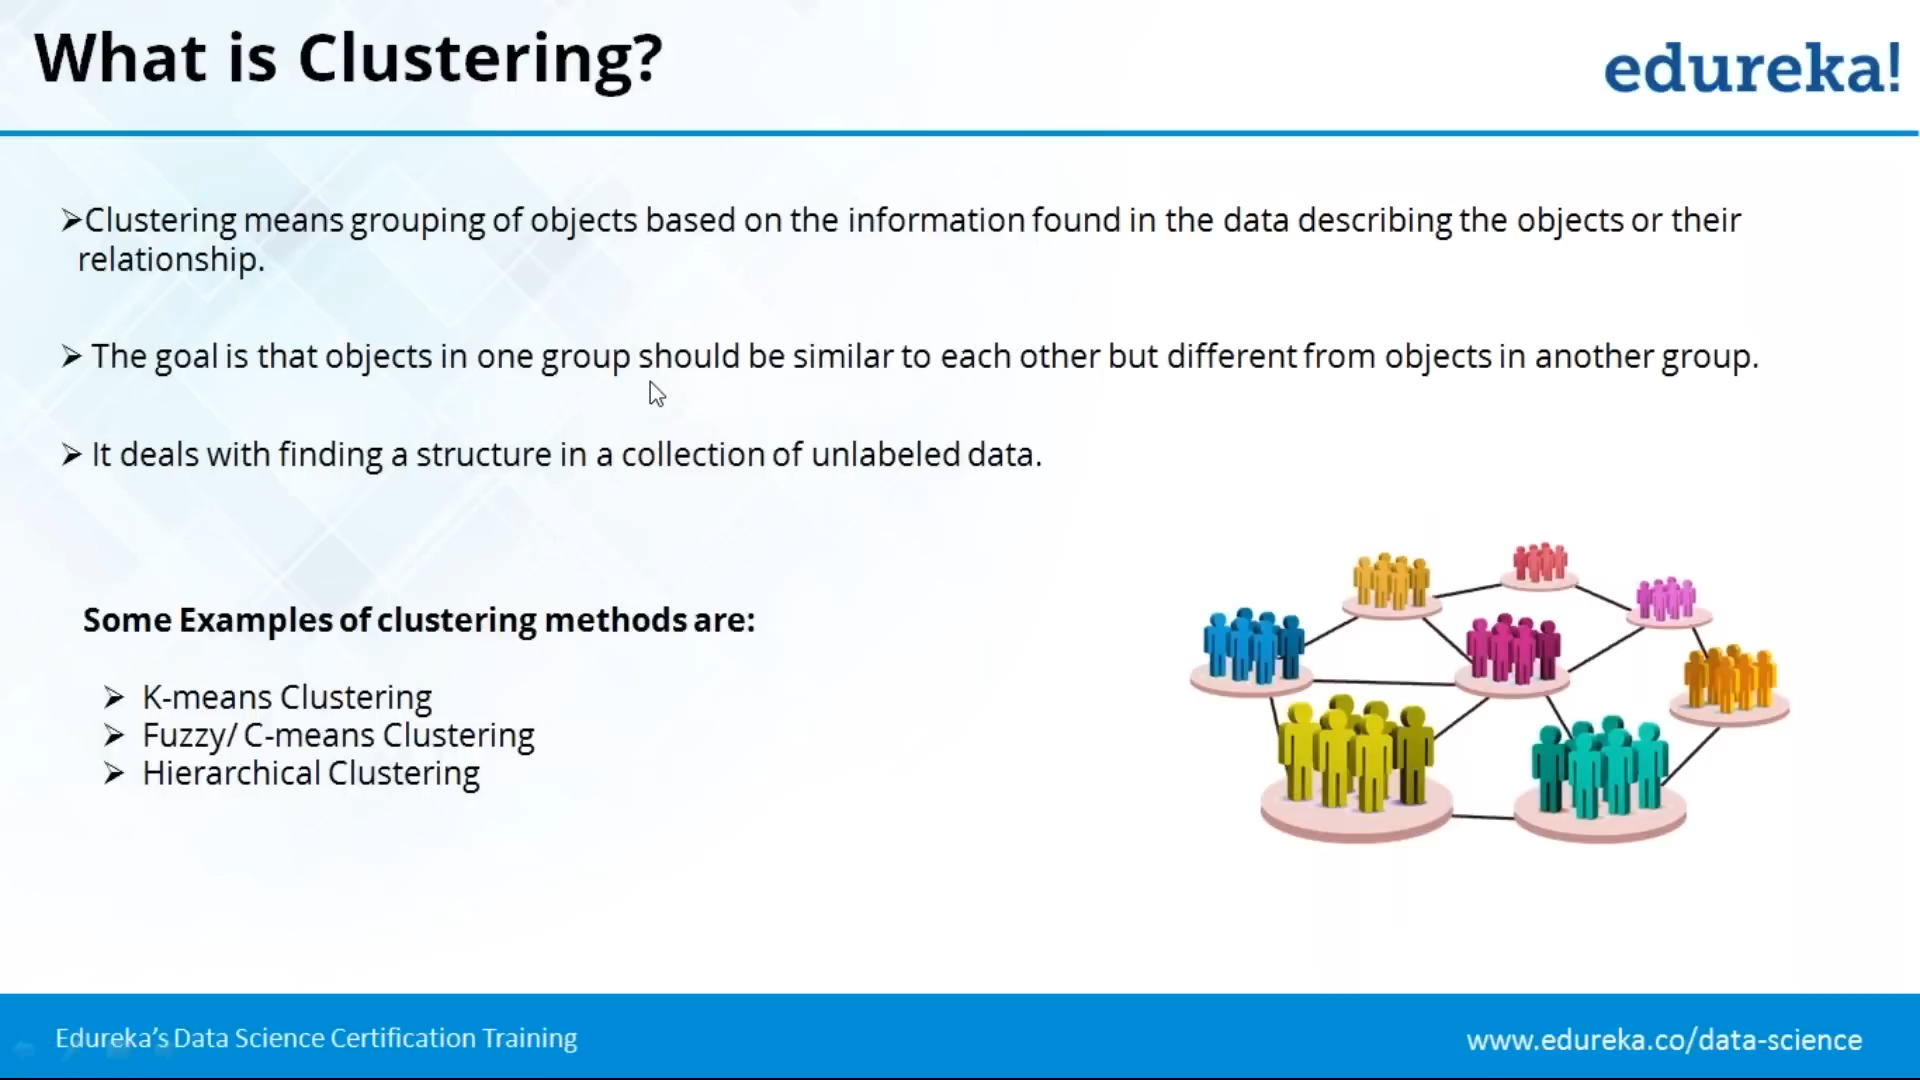 What is Clustering?
edureka!
➢Clustering means grouping of objects based on the information found in the data describing the objects or their
relationship.
➢ The goal is that objects in one group should be similar to each other but different from objects in another group.
➢ It deals with finding a structure in a collection of unlabeled data.
Some Examples of clustering methods are:
➢ K-means Clustering
➢ Fuzzy/ C-means Clustering
➢ Hierarchical Clustering
Edureka’s Data Science Certification Training
www.edureka.co/data-science